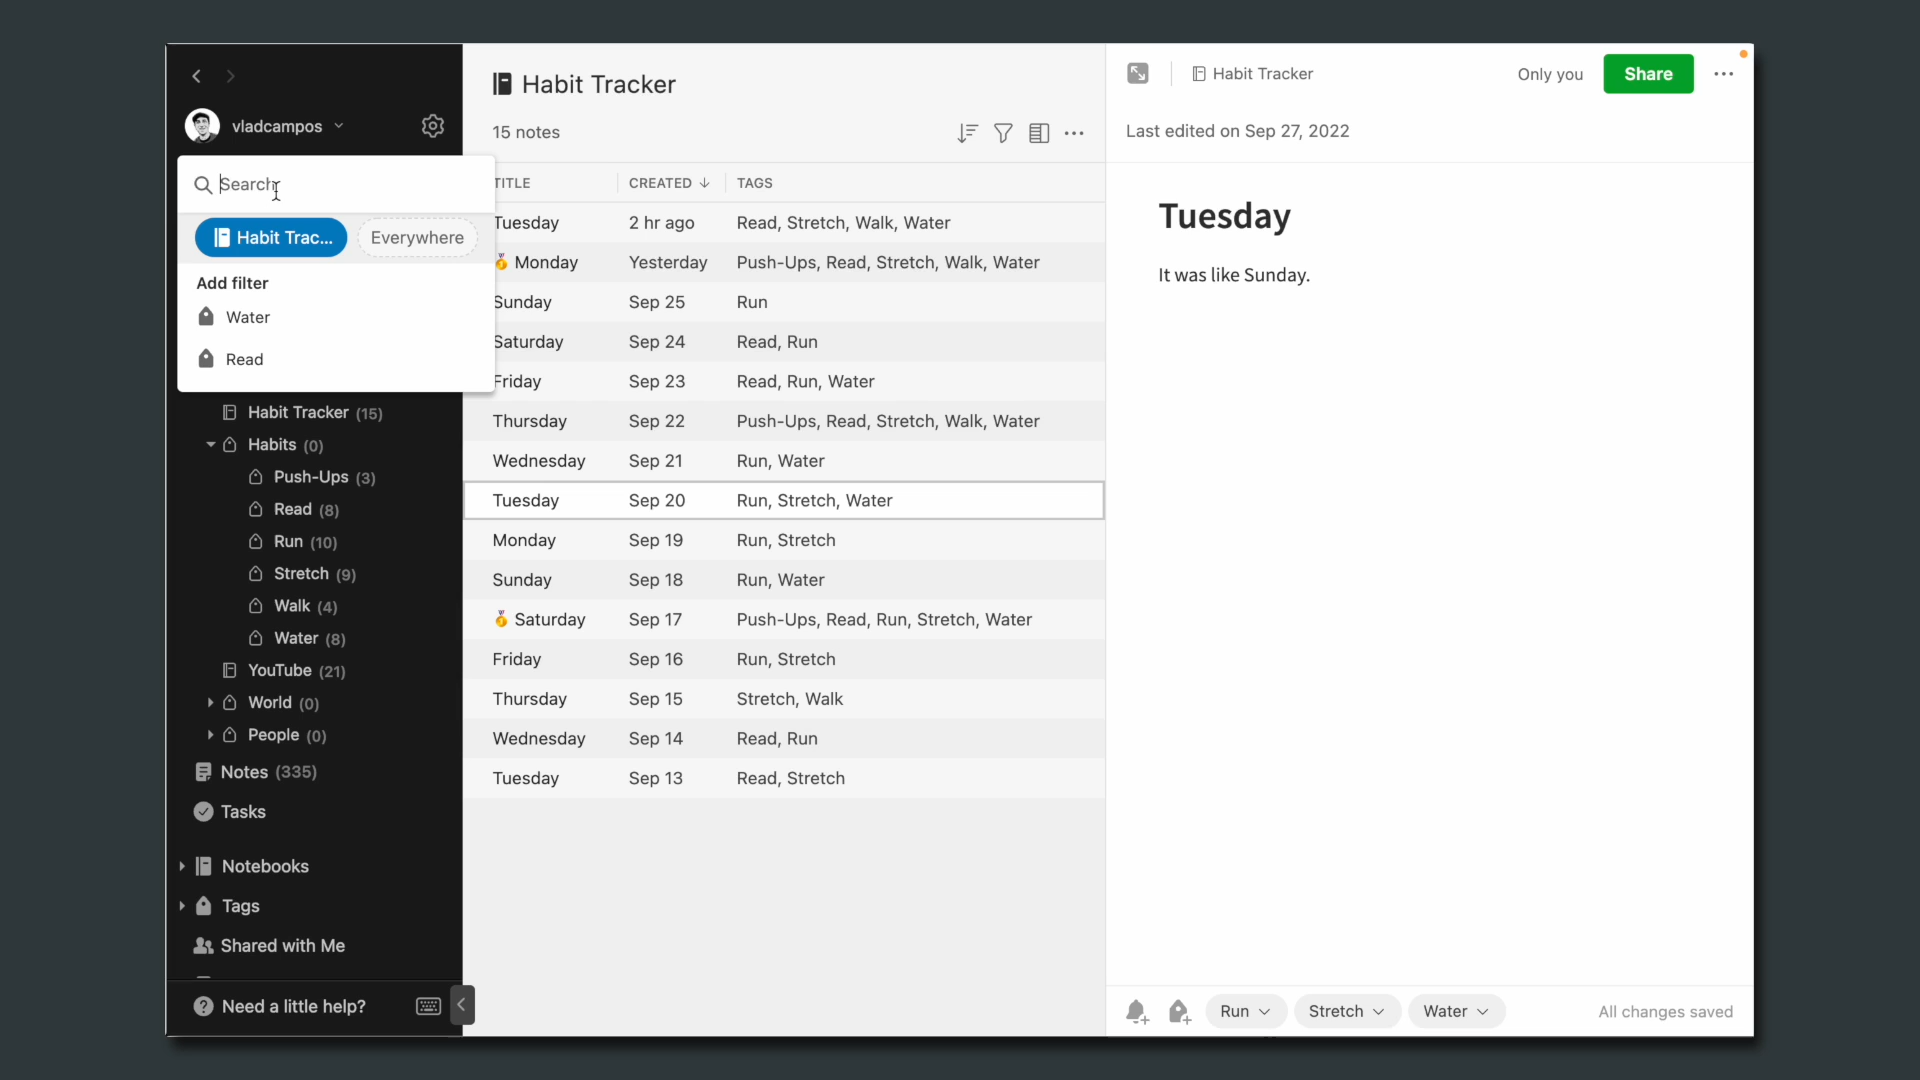 vladcampos
Search
Habit Trac...
Everywhere
Add filter
Water
Read
Habit Tracker (15)
Habits (0)
Push-Ups (3)
Read (8)
Run (10)
Stretch (9)
Walk (4)
Water (8)
YouTube (21)
World (0)
People (0)
Notes (335)
Tasks
Notebooks
Tags
Shared with Me
Need a little help?
Habit Tracker
15 notes
TITLE CREATED TAGS
Tuesday 2 hr ago Read, Stretch, Walk, Water
Monday Yesterday Push-Ups, Read, Stretch, Walk, Water
Sunday Sep 25 Run
Saturday Sep 24 Read, Run
Friday Sep 23 Read, Run, Water
Thursday Sep 22 Push-Ups, Read, Stretch, Walk, Water
Wednesday Sep 21 Run, Water
Tuesday Sep 20 Run, Stretch, Water
Monday Sep 19 Run, Stretch
Sunday Sep 18 Run, Water
Saturday Sep 17 Push-Ups, Read, Run, Stretch, Water
Friday Sep 16 Run, Stretch
Thursday Sep 15 Stretch, Walk
Wednesday Sep 14 Read, Run
Tuesday Sep 13 Read, Stretch
Habit Tracker
Only you
Share
Last edited on Sep 27, 2022
Tuesday
It was like Sunday.
Run
Stretch
Water
All changes saved